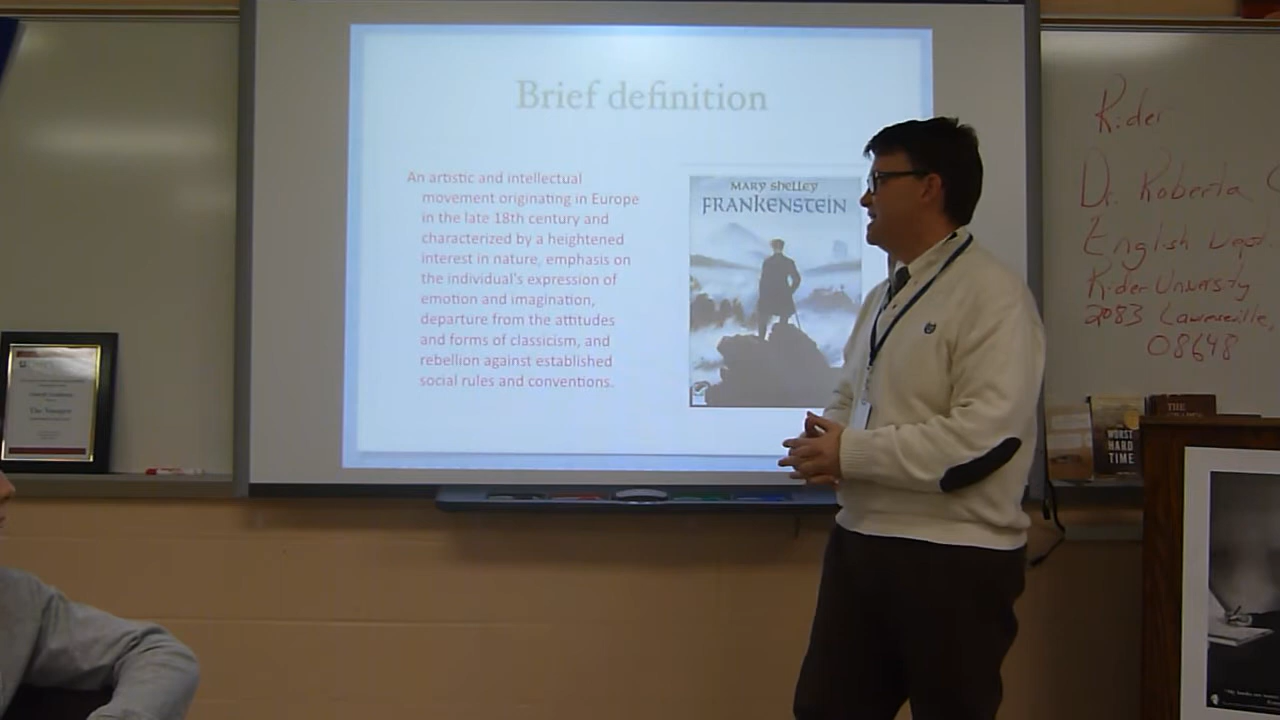 Brief definition
An artistic and intellectual
movement originating in Europe
in the late 18th century and
characterized by a heightened
interest in nature, emphasis on
the individual's expression of
emotion and imagination,
departure from the attitudes
and forms of classicism, and
rebellion against established
social rules and conventions.
MARY SHELLEY
FRANKENSTEIN
Rider
Dr. Roberta
English Dept.
Rider University
2083 Lawrenceville,
08648
WORST
HARD
TIME
THE